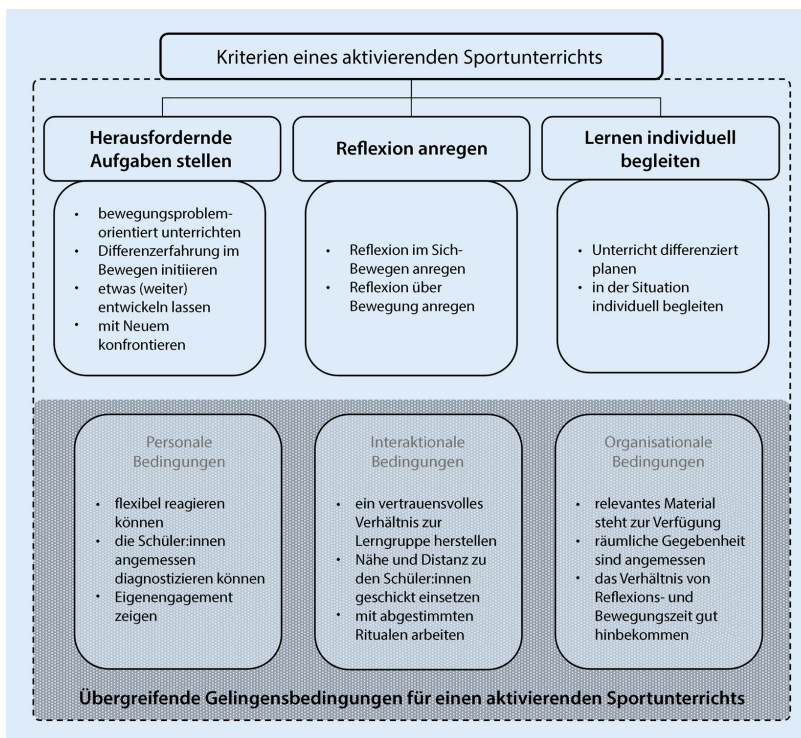 Kriterien eines aktivierenden Sportunterrichts
Herausfordernde
Aufgaben stellen
• bewegungsproblem-
orientiert unterrichten
• Differenzerfahrung im
Bewegen initiieren
• etwas (weiter)
entwickeln lassen
• mit Neuem
konfrontieren
Reflexion anregen
• Reflexion im Sich-
Bewegen anregen
• Reflexion über
Bewegung anregen
Lernen individuell
begleiten
• Unterricht differenziert
planen
• in der Situation
individuell begleiten
Personale
Bedingungen
• flexibel reagieren
können
• die Schüler:innen
angemessen
diagnostizieren können
• Eigenengagement
zeigen
Interaktionale
Bedingungen
• ein vertrauensvolles
Verhältnis zur
Lerngruppe herstellen
• Nähe und Distanz zu
den Schüler:innen
geschickt einsetzen
• mit abgestimmten
Ritualen arbeiten
Organisationale
Bedingungen
• relevantes Material
steht zur Verfügung
• räumliche Gegebenheit
sind angemessen
• das Verhältnis von
Reflexions- und
Bewegungszeit gut
hinbekommen
Übergreifende Gelingensbedingungen für einen aktivierenden Sportunterrichts